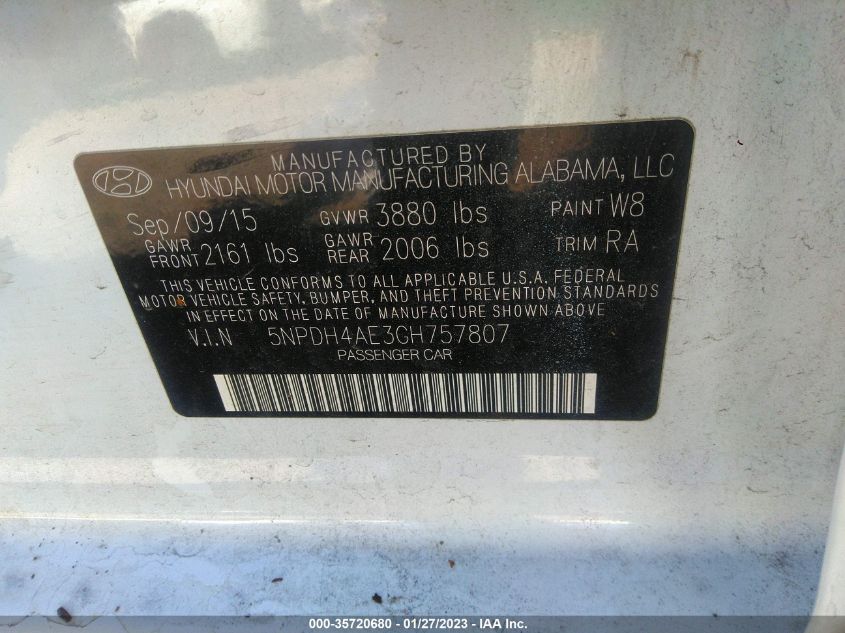 MANUFACTURED BY
HYUNDAI MOTOR MANUFACTURING ALABAMA, LLC
Sep/09/15 GVWR 3880 lbs PAINT W8
GAWR FRONT 2161 lbs GAWR REAR 2006 lbs TRIM RA
THIS VEHICLE CONFORMS TO ALL APPLICABLE U.S.A. FEDERAL
MOTOR VEHICLE SAFETY, BUMPER, AND THEFT PREVENTION STANDARDS
IN EFFECT ON THE DATE OF MANUFACTURE SHOWN ABOVE
V.I.N 5NPDH4AE3GH757807
PASSENGER CAR
000-35720680 - 01/27/2023 - © IAA, Inc.